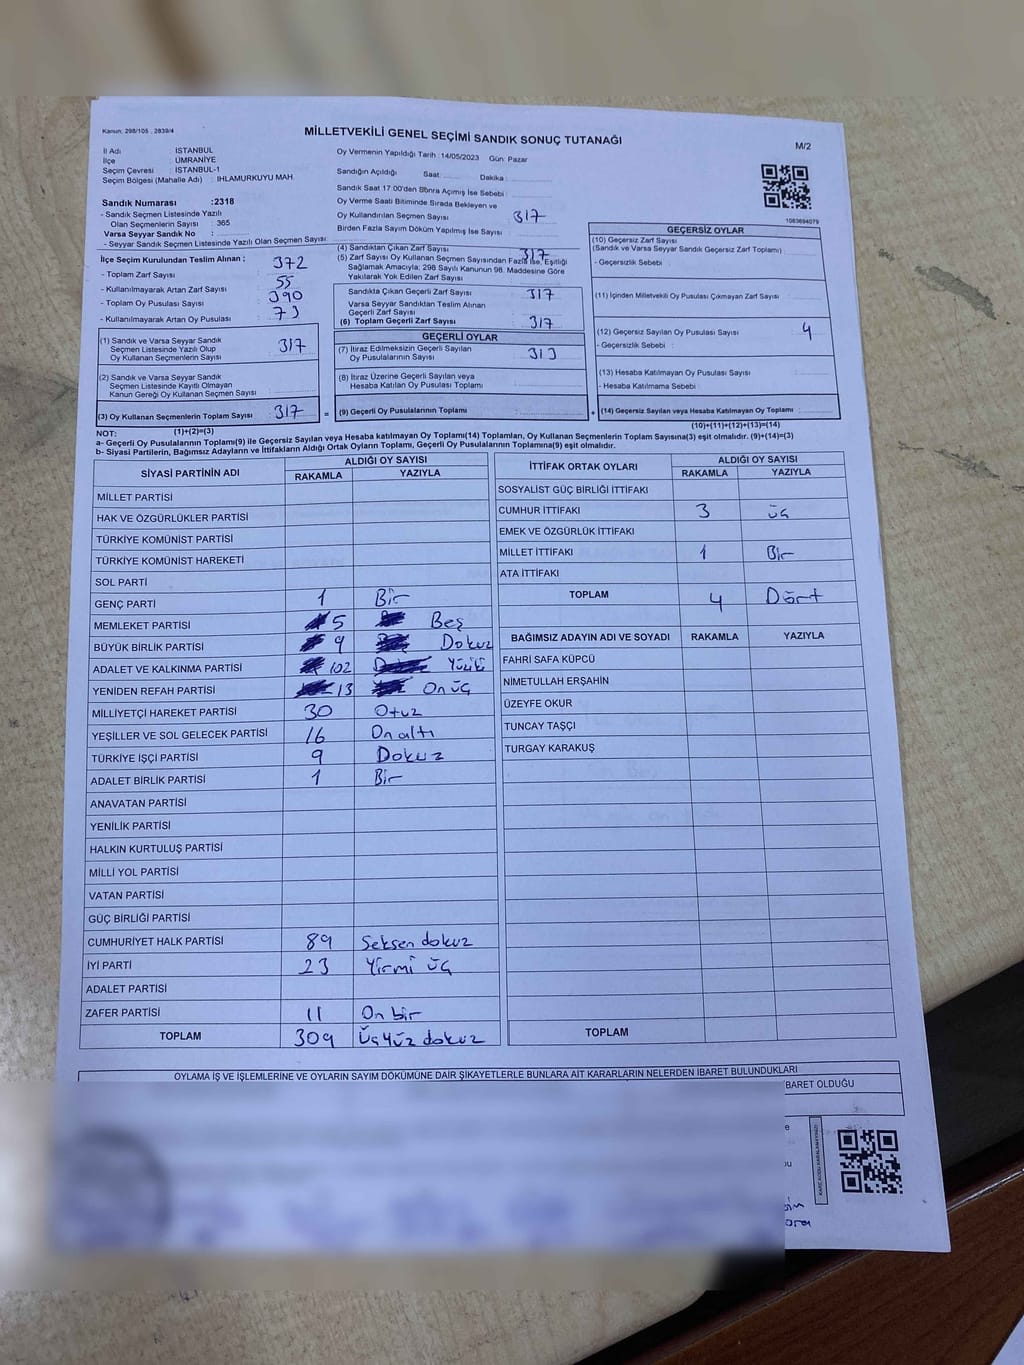 Kanun; 298/105 , 2839/4
MİLLETVEKİLİ GENEL SEÇİMİ SANDIK SONUÇ TUTANAĞI
M/2
İl Adı : İSTANBUL
İlçe : ÜMRANİYE
Seçim Çevresi : İSTANBUL-1
Seçim Bölgesi (Mahalle Adı) : IHLAMURKUYU MAH.
Sandık Numarası :2318
- Sandık Seçmen Listesinde Yazılı
Olan Seçmenlerin Sayısı : 365
Varsa Seyyar Sandık No :
- Seyyar Sandık Seçmen Listesinde Yazılı Olan Seçmen Sayısı:
İlçe Seçim Kurulundan Teslim Alınan ; 372
- Toplam Zarf Sayısı
- Kullanılmayarak Artan Zarf Sayısı : 55
- Toplam Oy Pusulası Sayısı : 390
- Kullanılmayarak Artan Oy Pusulası : 73
(1) Sandık ve Varsa Seyyar Sandık
Seçmen Listesinde Yazılı Olup
Oy Kullanan Seçmenlerin Sayısı 317
(2) Sandık ve Varsa Seyyar Sandık
Seçmen Listesinde Kayıtlı Olmayan
Kanun Gereği Oy Kullanan Seçmen Sayısı
(3) Oy Kullanan Seçmenlerin Toplam Sayısı 317 =
(1)+(2)=(3)
Oy Vermenin Yapıldığı Tarih :14/05/2023 Gün: Pazar
Sandığın Açıldığı Saat: Dakika :
Sandık Saat 17:00'den Sonra Açımış İse Sebebi :
Oy Verme Saati Bitiminde Sırada Bekleyen ve
Oy Kullandırılan Seçmen Sayısı 317
Birden Fazla Sayım Döküm Yapılmış İse Sayısı :
(4) Sandıktan Çıkan Zarf Sayısı 317
(5) Zarf Sayısı Oy Kullanan Seçmen Sayısından Fazla İse, Eşitliği
Sağlamak Amacıyla; 298 Sayılı Kanunun 98. Maddesine Göre
Yakılarak Yok Edilen Zarf Sayısı
Sandıkta Çıkan Geçerli Zarf Sayısı 317
Varsa Seyyar Sandıktan Teslim Alınan
Geçerli Zarf Sayısı
(6) Toplam Geçerli Zarf Sayısı 317
GEÇERLİ OYLAR
(7) İtiraz Edilmeksizin Geçerli Sayılan
Oy Pusulalarının Sayısı 313
(8) İtiraz Üzerine Geçerli Sayılan veya
Hesaba Katılan Oy Pusulası Toplamı
(9) Geçerli Oy Pusulalarının Toplamı +
1083694079
GEÇERSİZ OYLAR
(10) Geçersiz Zarf Sayısı
(Sandık ve Varsa Seyyar Sandık Geçersiz Zarf Toplamı)
- Geçersizlik Sebebi :
(11) İçinden Milletvekili Oy Pusulası Çıkmayan Zarf Sayısı
(12) Geçersiz Sayılan Oy Pusulası Sayısı 4
- Geçersizlik Sebebi :
(13) Hesaba Katılmayan Oy Pusulası Sayısı
- Hesaba Katılmama Sebebi :
(14) Geçersiz Sayılan veya Hesaba Katılmayan Oy Toplamı
(10)+(11)+(12)+(13)=(14)
NOT:
a- Geçerli Oy Pusulalarının Toplamı(9) ile Geçersiz Sayılan veya Hesaba katılmayan Oy Toplamı(14) Toplamları, Oy Kullanan Seçmenlerin Toplam Sayısına(3) eşit olmalıdır. (9)+(14)=(3)
b- Siyasi Partilerin, Bağımsız Adayların ve İttifakların Aldığı Ortak Oyların Toplamı, Geçerli Oy Pusulalarının Toplamına(9) eşit olmalıdır.
SİYASİ PARTİNİN ADI ALDIĞI OY SAYISI
RAKAMLA YAZIYLA
MİLLET PARTİSİ
HAK VE ÖZGÜRLÜKLER PARTİSİ
TÜRKİYE KOMÜNİST PARTİSİ
TÜRKİYE KOMÜNİST HAREKETİ
SOL PARTİ
GENÇ PARTİ 1 Bir
MEMLEKET PARTİSİ 5 Beş
BÜYÜK BİRLİK PARTİSİ 9 Dokuz
ADALET VE KALKINMA PARTİSİ 102 Yüziki
YENİDEN REFAH PARTİSİ 13 On üç
MİLLİYETÇİ HAREKET PARTİSİ 30 Otuz
YEŞİLLER VE SOL GELECEK PARTİSİ 16 On altı
TÜRKİYE İŞÇİ PARTİSİ 9 Dokuz
ADALET BİRLİK PARTİSİ 1 Bir
ANAVATAN PARTİSİ
YENİLİK PARTİSİ
HALKIN KURTULUŞ PARTİSİ
MİLLİ YOL PARTİSİ
VATAN PARTİSİ
GÜÇ BİRLİĞİ PARTİSİ
CUMHURİYET HALK PARTİSİ 89 Seksen dokuz
İYİ PARTİ 23 Yirmi üç
ADALET PARTİSİ
ZAFER PARTİSİ 11 On bir
TOPLAM 309 Üçyüz dokuz
İTTİFAK ORTAK OYLARI ALDIĞI OY SAYISI
RAKAMLA YAZIYLA
SOSYALİST GÜÇ BİRLİĞİ İTTİFAKI
CUMHUR İTTİFAKI 3 üç
EMEK VE ÖZGÜRLÜK İTTİFAKI
MİLLET İTTİFAKI 1 Bir
ATA İTTİFAKI
TOPLAM 4 Dört
BAĞIMSIZ ADAYIN ADI VE SOYADI RAKAMLA YAZIYLA
FAHRİ SAFA KÜPCÜ
NİMETULLAH ERŞAHİN
ÜZEYFE OKUR
TUNCAY TAŞÇI
TURGAY KARAKUŞ
TOPLAM
OYLAMA İŞ VE İŞLEMLERİNE VE OYLARIN SAYIM DÖKÜMÜNE DAİR ŞİKAYETLERLE BUNLARA AİT KARARLARIN NELERDEN İBARET BULUNDUKLARI
BARET OLDUĞU